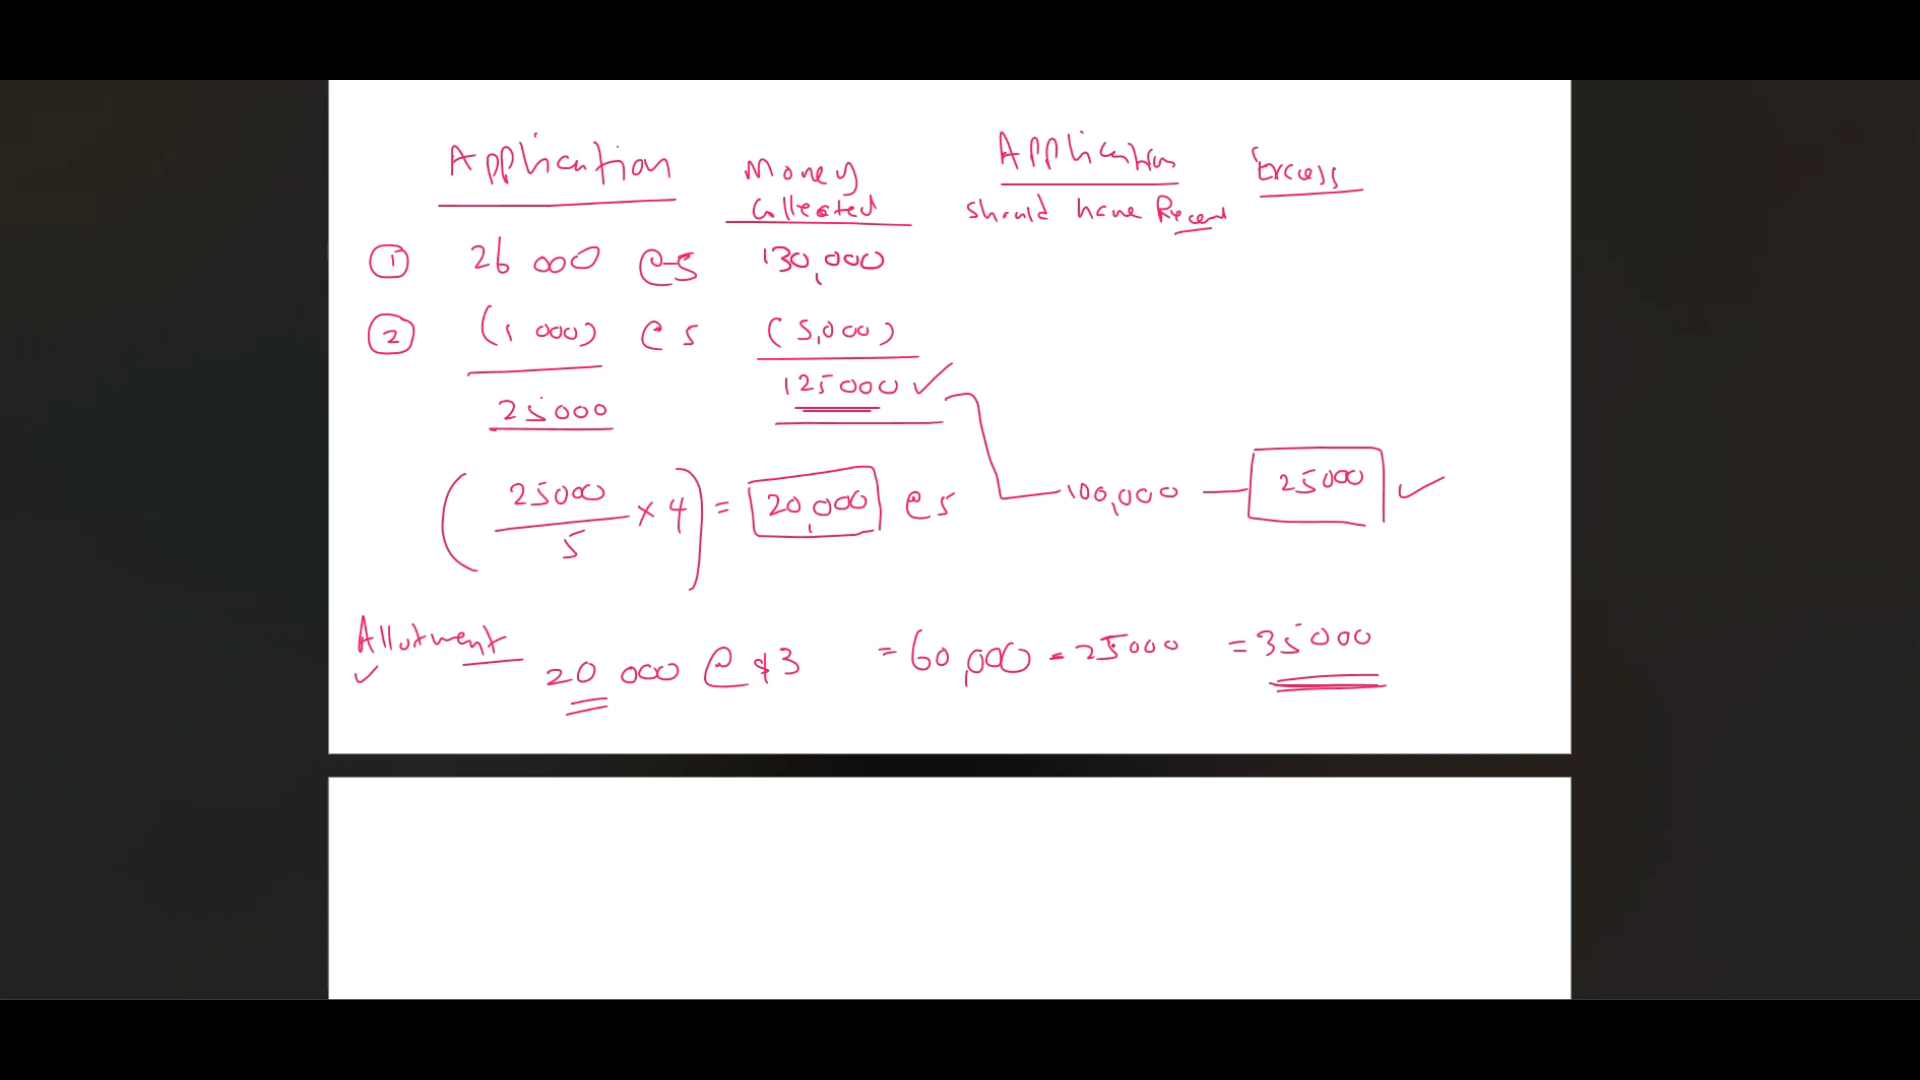 Application Money Collected Application should have Recend Excess
① 26 000 @5 130,000
② (1 000) @ 5 (5,000)
25000 125000 ✓
(25000/5 × 4) = 20,000 @ 5 100,000 25000 ✓
Allotment ✓ 20 000 @ $3 = 60,000 - 25000 = 35000